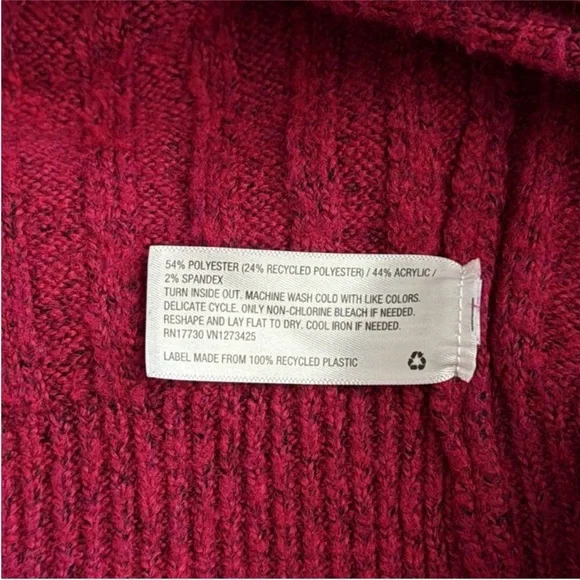 54% POLYESTER (24% RECYCLED POLYESTER) / 44% ACRYLIC /
2% SPANDEX
TURN INSIDE OUT. MACHINE WASH COLD WITH LIKE COLORS.
DELICATE CYCLE. ONLY NON-CHLORINE BLEACH IF NEEDED.
RESHAPE AND LAY FLAT TO DRY. COOL IRON IF NEEDED.
RN17730 VN1273425
LABEL MADE FROM 100% RECYCLED PLASTIC